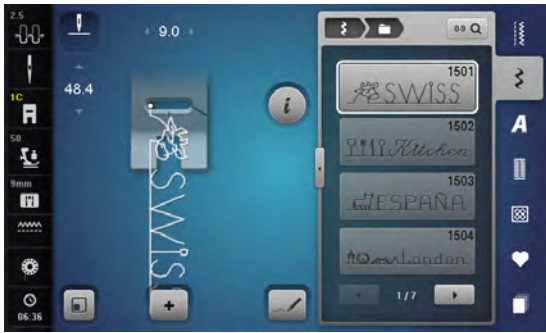 2.5
9.0
0-9
48.4
1C
50
9mm
06:36
i
A
SWISS
1501
SWISS
1502
Kitchen
1503
ESPAÑA
1504
London
1/7